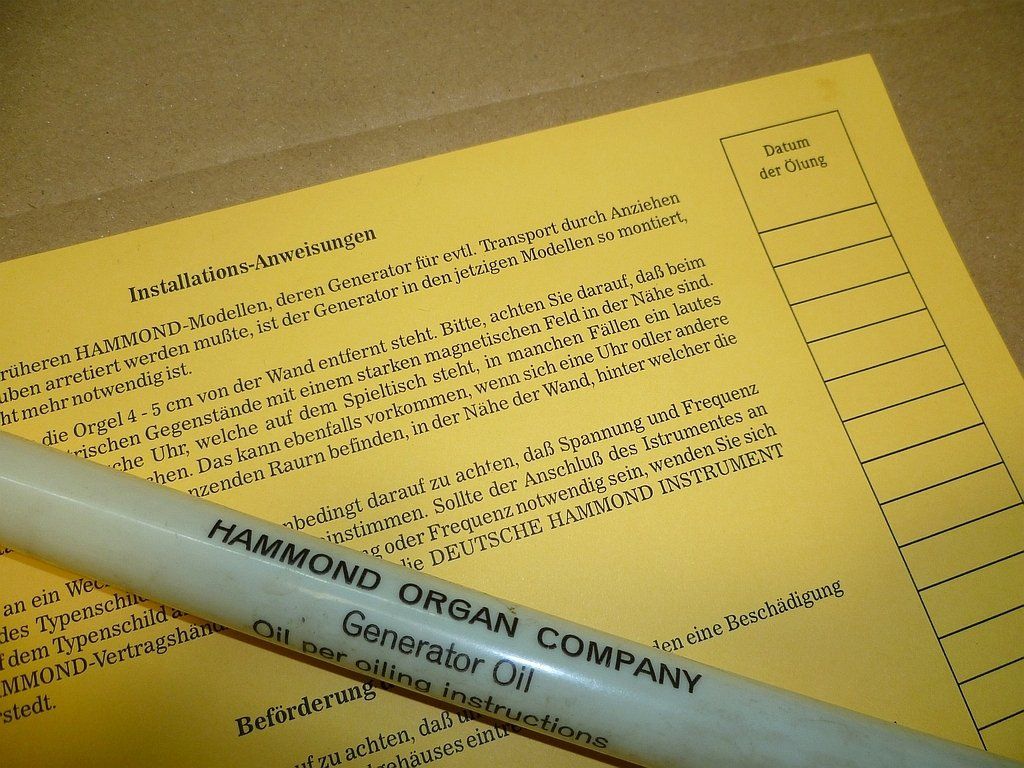 Datum
der Ölung
Installations-Anweisungen
früheren HAMMOND-Modellen, deren Generator für evtl. Transport durch Anziehen
uben arretiert werden mußte, ist der Generator in den jetzigen Modellen so montiert,
ht mehr notwendig ist.
die Orgel 4 - 5 cm von der Wand entfernt steht. Bitte, achten Sie darauf, daß beim
trischen Gegenstände mit einem starken magnetischen Feld in der Nähe sind.
che Uhr, welche auf dem Spieltisch steht, in manchen Fällen ein lautes
chen. Das kann ebenfalls vorkommen, wenn sich eine Uhr oder andere
nzenden Raurn befinden, in der Nähe der Wand, hinter welcher die
nbedingt darauf zu achten, daß Spannung und Frequenz
instimmen. Sollte der Anschluß des Istrumentes an
an ein Wec
ng oder Frequenz notwendig sein, wenden Sie sich
des Typenschild
die DEUTSCHE HAMMOND INSTRUMENT
f dem Typenschild a
MMOND-Vertragshänd
rstedt.
Beförderung
den eine Beschädigung
uf zu achten, daß u
dgehäuses eintre
HAMMOND ORGAN COMPANY
Generator Oil
Oil per oiling instructions